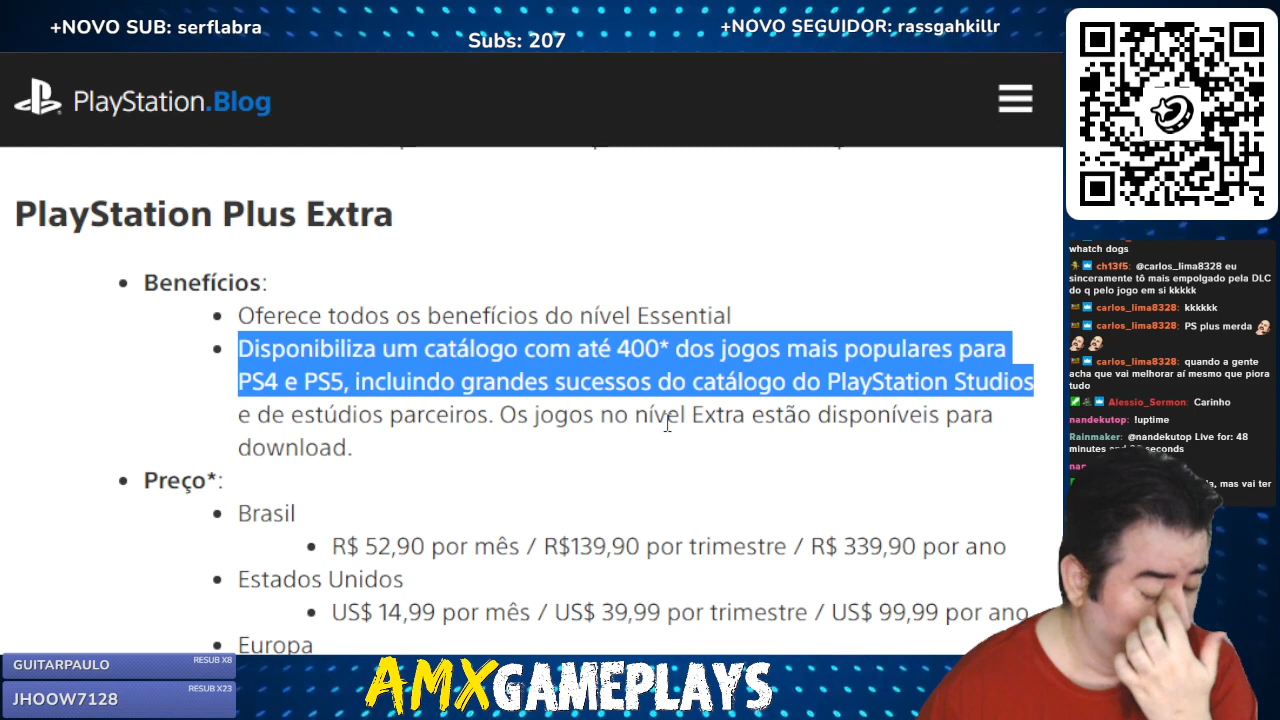 +NOVO SUB: serflabra
Subs: 207
+NOVO SEGUIDOR: rassgahkillr
PlayStation.Blog
PlayStation Plus Extra
Benefícios:
Oferece todos os benefícios do nível Essential
Disponibiliza um catálogo com até 400* dos jogos mais populares para
PS4 e PS5, incluindo grandes sucessos do catálogo do PlayStation Studios
e de estúdios parceiros. Os jogos no nível Extra estão disponíveis para
download.
Preço*:
Brasil
R$ 52,90 por mês / R$139,90 por trimestre / R$ 339,90 por ano
Estados Unidos
US$ 14,99 por mês / US$ 39,99 por trimestre / US$ 99,99 por ano
Europa
whatch dogs
ch13f5: @carlos_lima8328 eu
sinceramente tô mais empolgado pela DLC
do q pelo jogo em si kkkkk
carlos_lima8328: kkkkkk
carlos_lima8328: PS plus merda
carlos_lima8328: quando a gente
acha que vai melhorar aí mesmo que piora
tudo
Alessio_Sermon: Carinho
nandekutop: !uptime
Rainmaker: @nandekutop Live for: 48
minutes and seconds
mas vai ter
GUITARPAULO RESUB X8
JHOOW7128 RESUB X23
AMXGAMEPLAYS